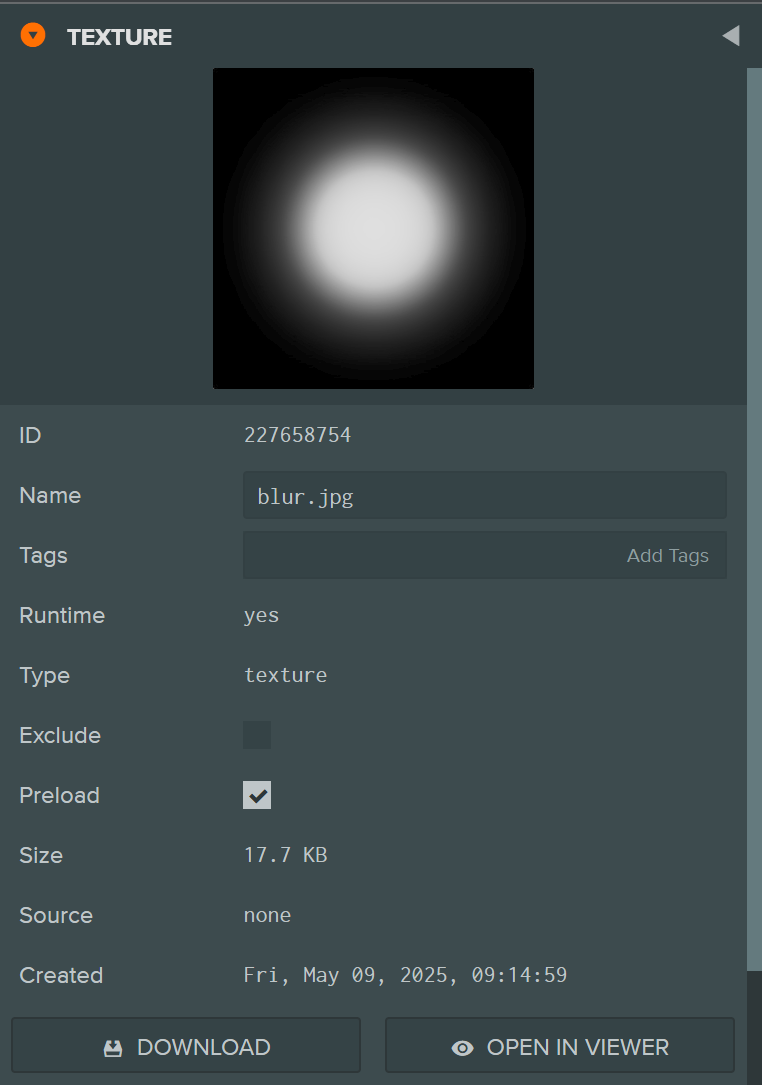 TEXTURE
ID 227658754
Name blur.jpg
Tags Add Tags
Runtime yes
Type texture
Exclude
Preload
Size 17.7 KB
Source none
Created Fri, May 09, 2025, 09:14:59
DOWNLOAD OPEN IN VIEWER